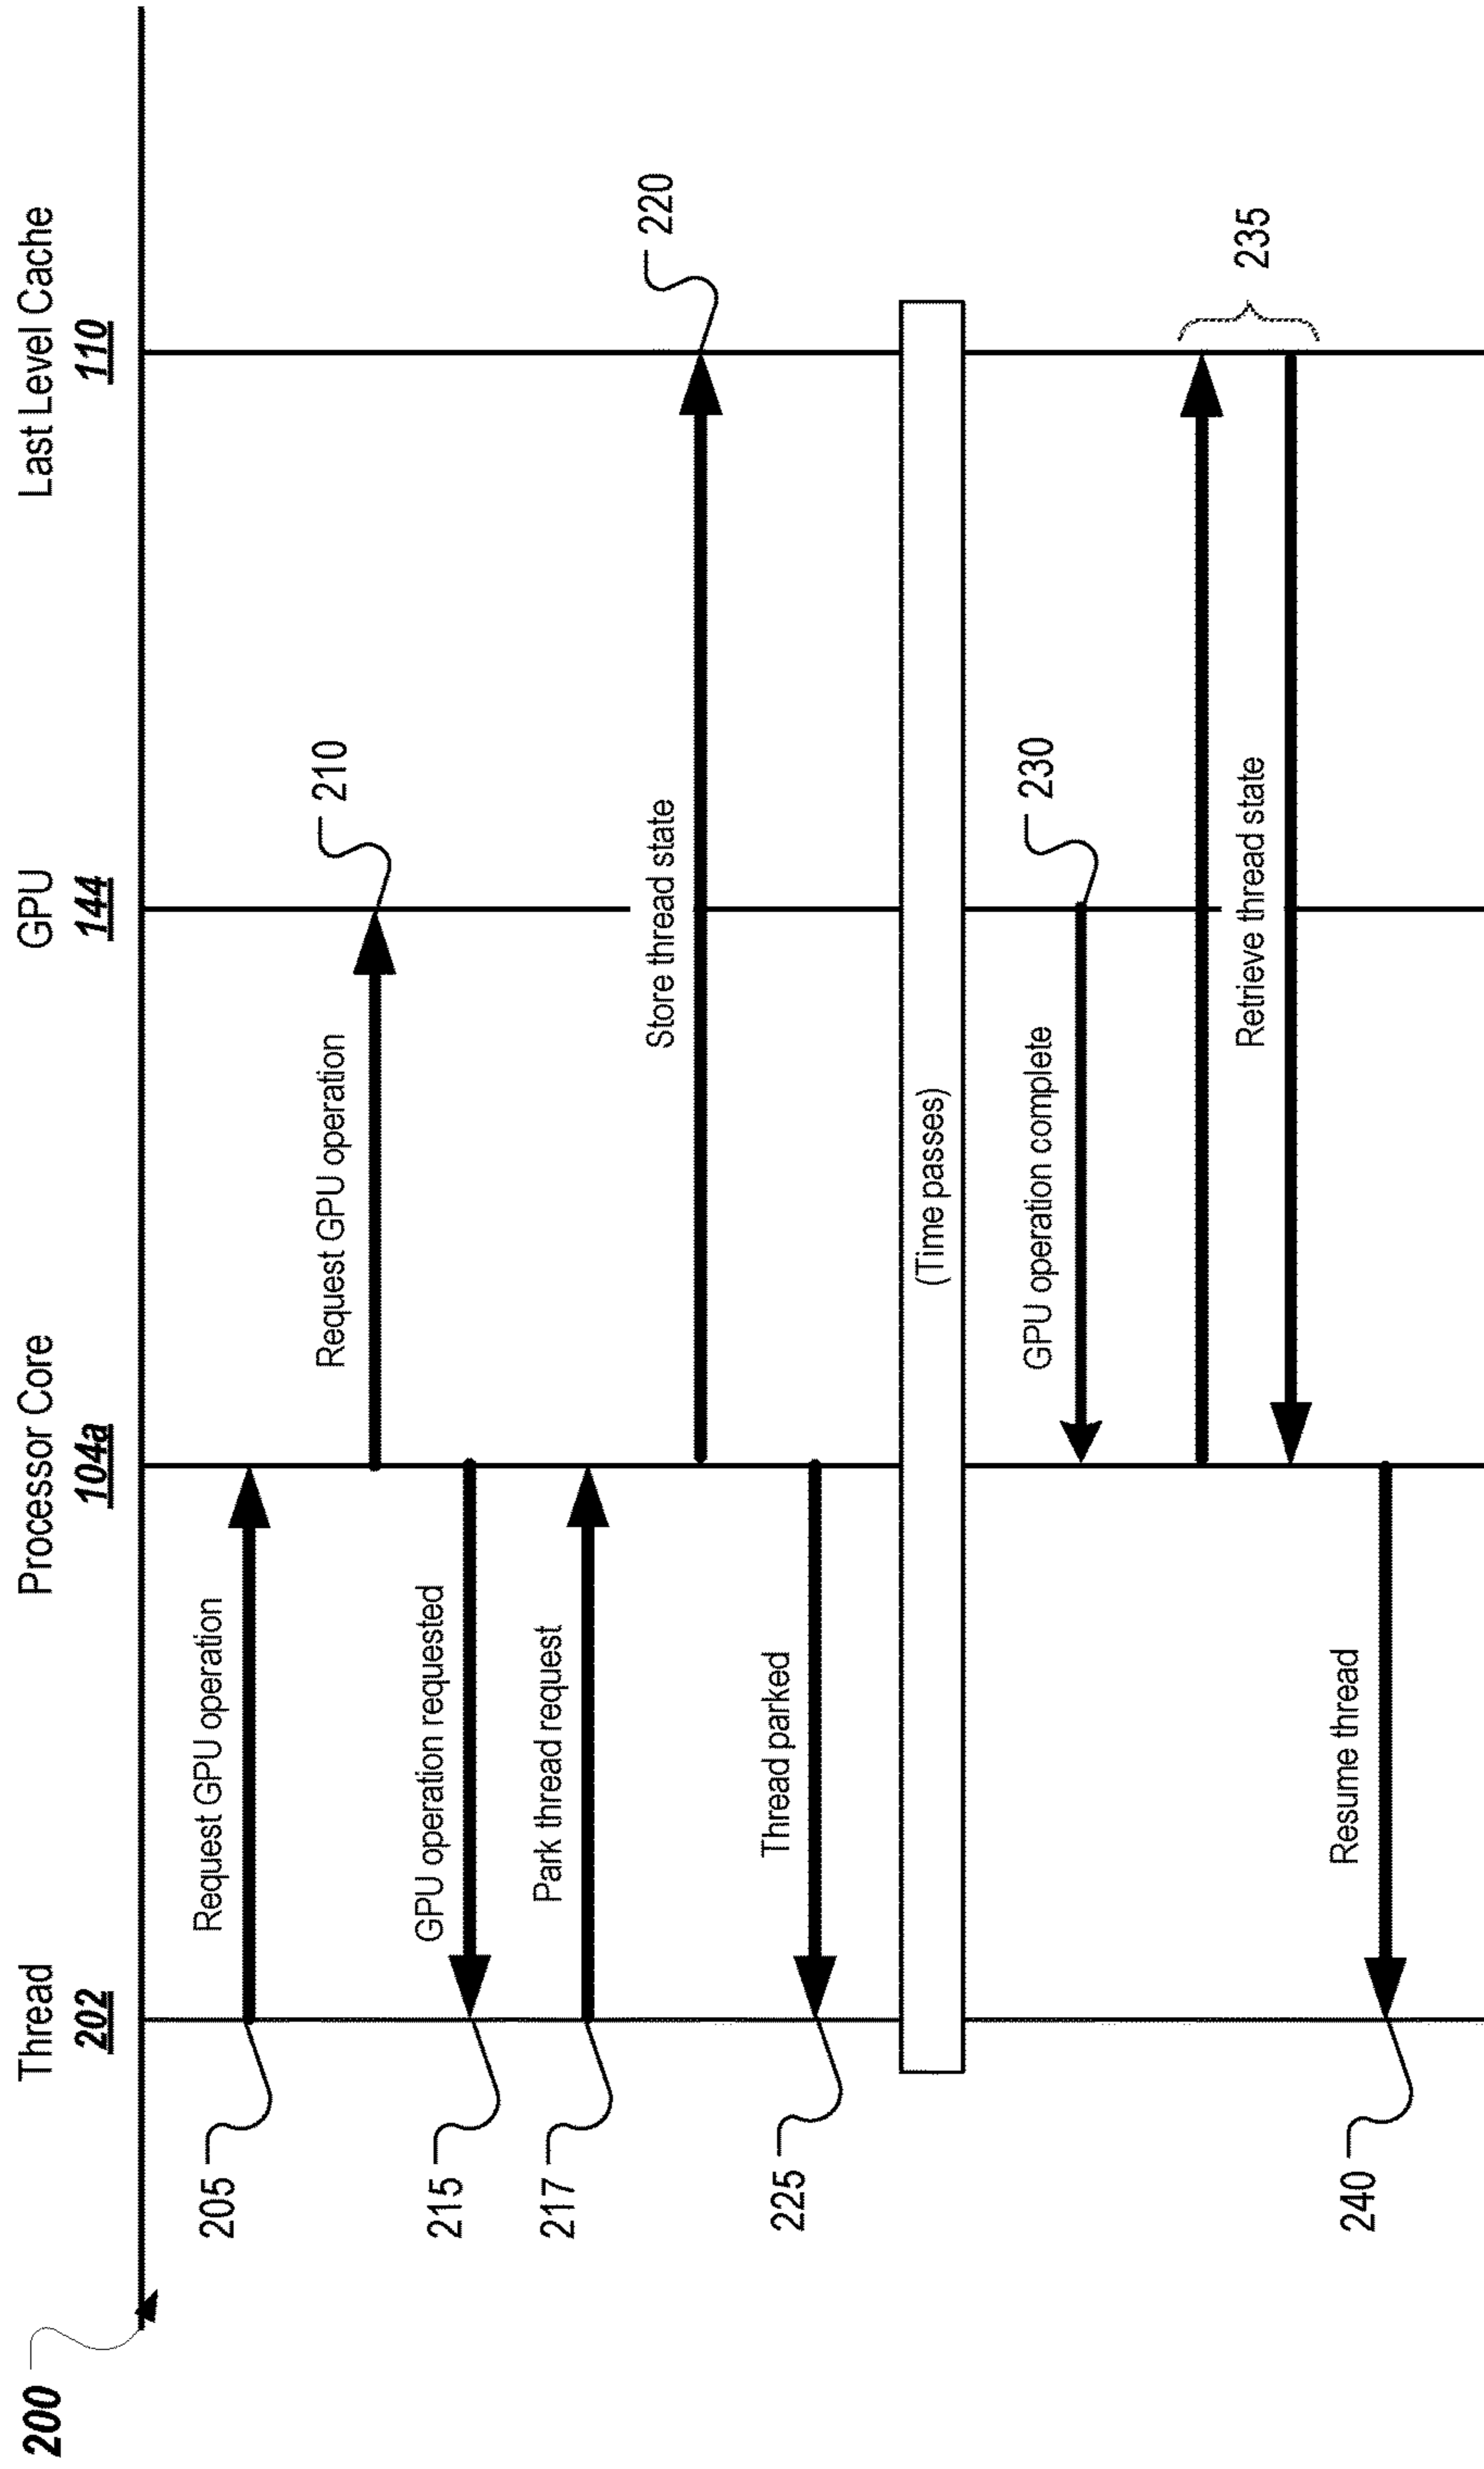 200
Thread
202
Processor Core
104a
GPU
144
Last Level Cache
110
205
Request GPU operation
Request GPU operation
210
215
GPU operation requested
217
Park thread request
Store thread state
220
225
Thread parked
(Time passes)
GPU operation complete
230
Retrieve thread state
235
240
Resume thread